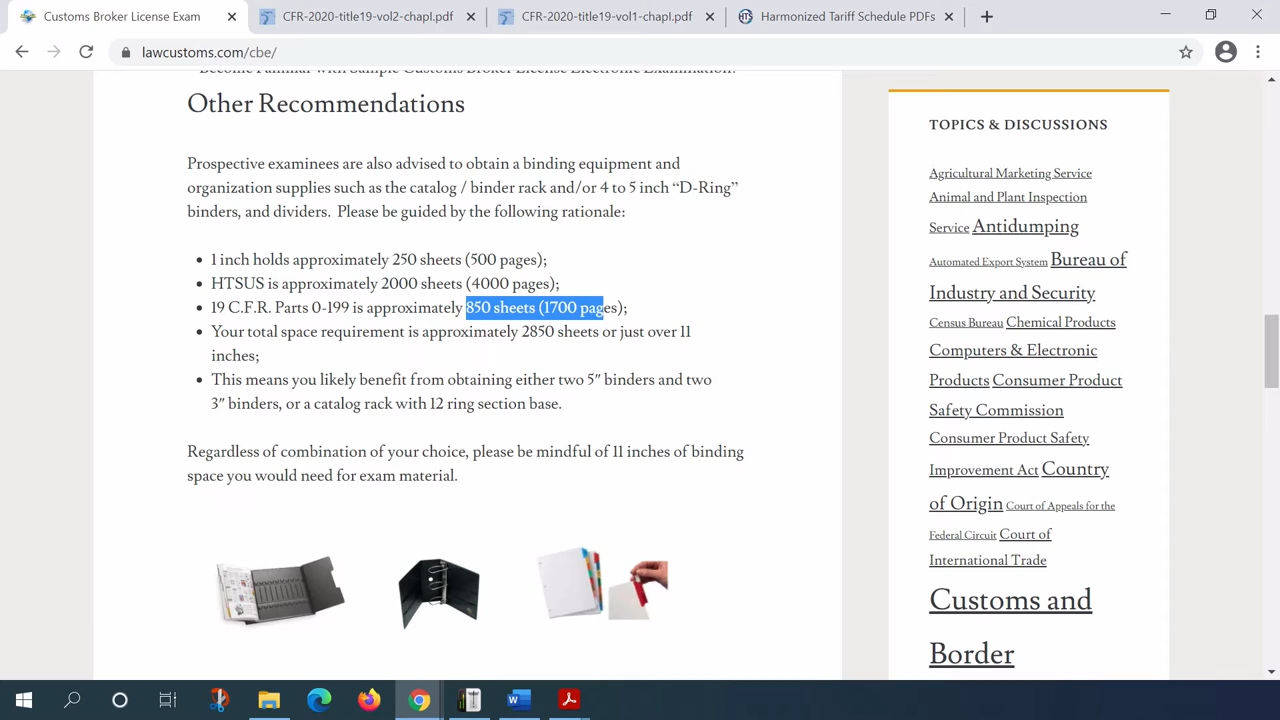 Customs Broker License Exam
CFR-2020-title19-vol2-chapI.pdf
CFR-2020-title19-vol1-chapI.pdf
HTS
Harmonized Tariff Schedule PDFs
lawcustoms.com/cbe/
Become Familiar with Sample Customs Broker License Electronic Examination.
Other Recommendations
Prospective examinees are also advised to obtain a binding equipment and
organization supplies such as the catalog / binder rack and/or 4 to 5 inch “D-Ring”
binders, and dividers. Please be guided by the following rationale:
1 inch holds approximately 250 sheets (500 pages);
HTSUS is approximately 2000 sheets (4000 pages);
19 C.F.R. Parts 0-199 is approximately 850 sheets (1700 pages);
Your total space requirement is approximately 2850 sheets or just over 11
inches;
This means you likely benefit from obtaining either two 5″ binders and two
3″ binders, or a catalog rack with 12 ring section base.
Regardless of combination of your choice, please be mindful of 11 inches of binding
space you would need for exam material.
TOPICS & DISCUSSIONS
Agricultural Marketing Service
Animal and Plant Inspection
Service Antidumping
Automated Export System Bureau of
Industry and Security
Census Bureau Chemical Products
Computers & Electronic
Products Consumer Product
Safety Commission
Consumer Product Safety
Improvement Act Country
of Origin Court of Appeals for the
Federal Circuit Court of
International Trade
Customs and
Border